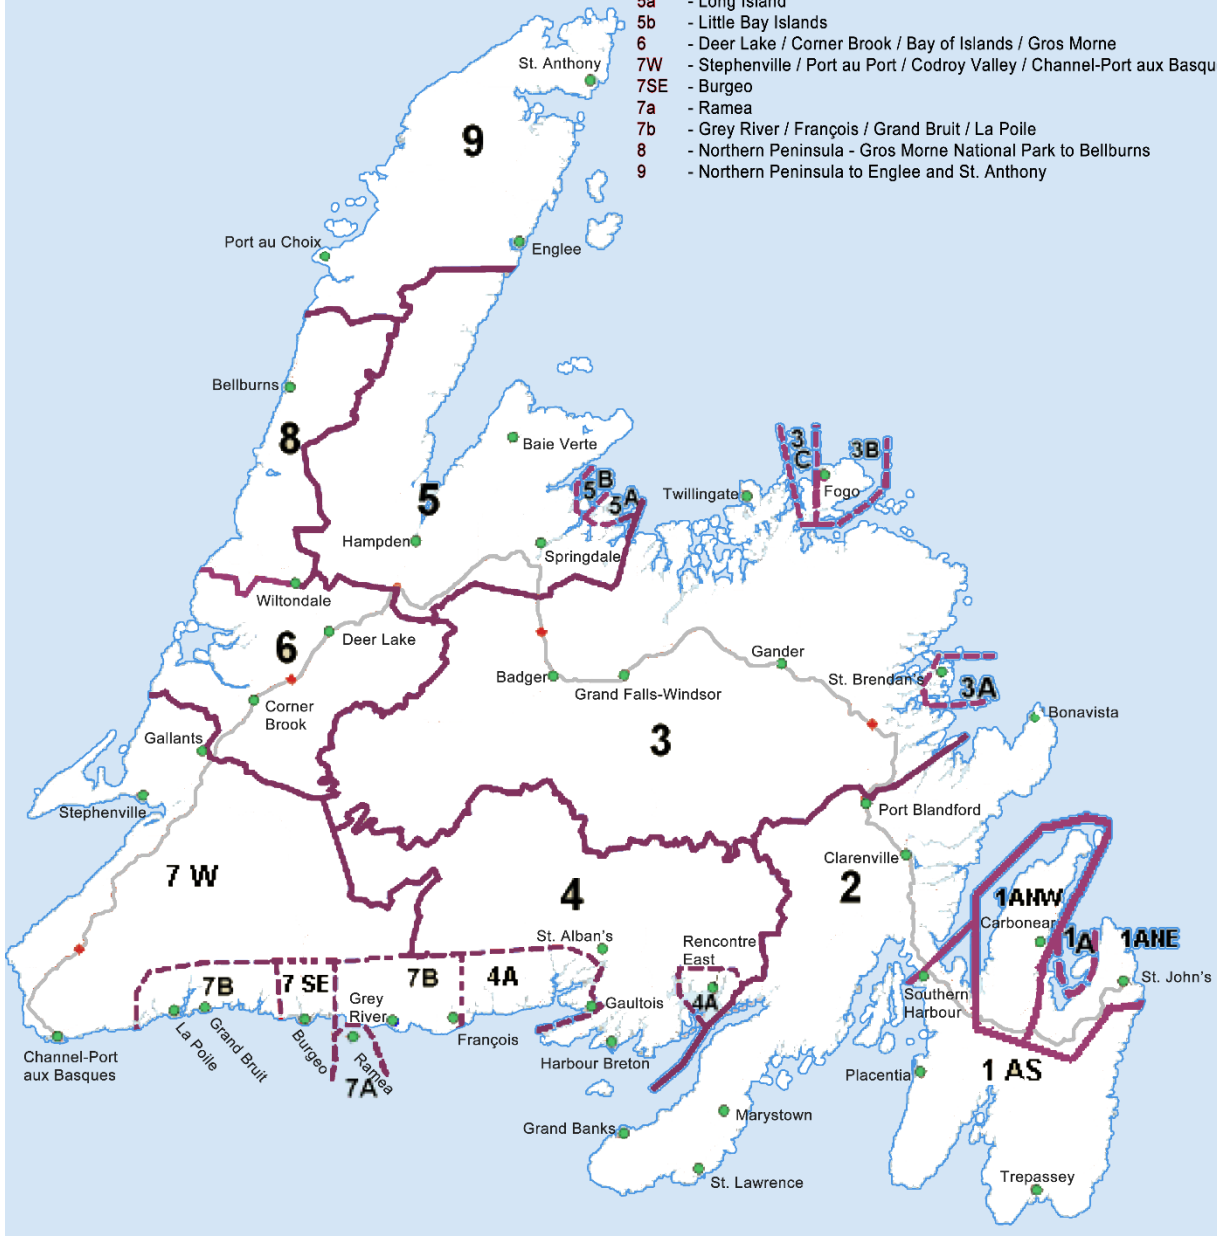 5a - Long Island
5b - Little Bay Islands
6 - Deer Lake / Corner Brook / Bay of Islands / Gros Morne
7W - Stephenville / Port au Port / Codroy Valley / Channel-Port aux Basqu
7SE - Burgeo
7a - Ramea
7b - Grey River / François / Grand Bruit / La Poile
8 - Northern Peninsula - Gros Morne National Park to Bellburns
9 - Northern Peninsula to Englee and St. Anthony
St. Anthony
9
Port au Choix
Englee
Bellburns
8
Baie Verte
3
C
3B
5B
5A
Twillingate
Fogo
5
Hampden
Springdale
Wiltondale
6
Deer Lake
Gander
Badger
Grand Falls-Windsor
St. Brendan's
3A
Corner
Brook
Bonavista
Gallants
3
Stephenville
Port Blandford
Clarenville
7 W
4
2
1ANW
Carbonear
1A
1ANE
St. Alban's
Rencontre
East
7B
7 SE
7B
4A
St. John's
Grey
River
Gaultois
4A
Southern
Harbour
La Poile
Grand Bruit
Burgeo
Ramea
François
Channel-Port
aux Basques
Harbour Breton
7A
Placentia
1 AS
Marystown
Grand Banks
St. Lawrence
Trepassey